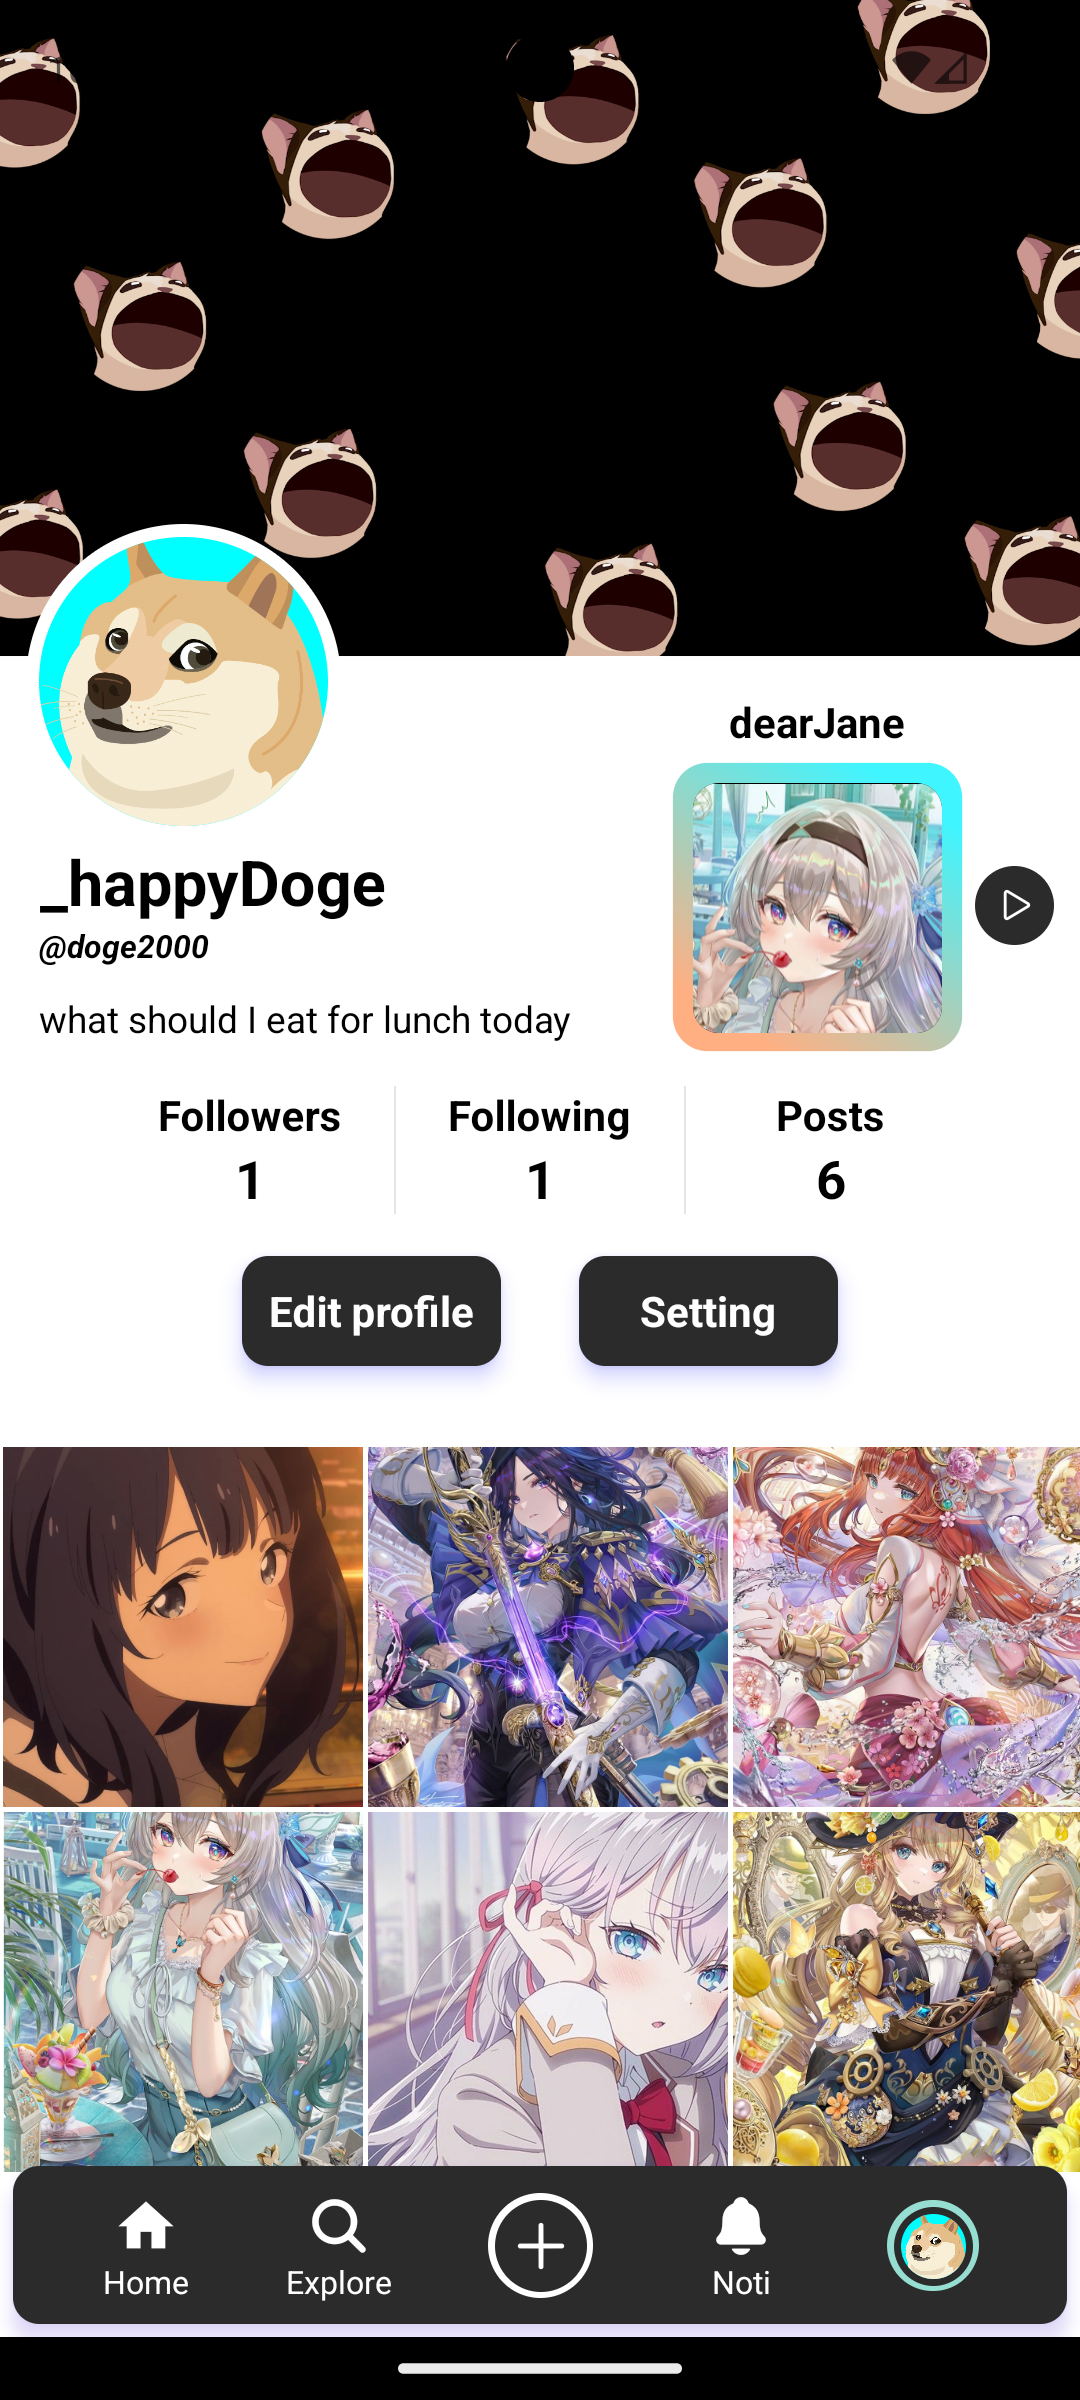 dearJane
_happyDoge
@doge2000
what should I eat for lunch today
Followers
Following
Posts
1
1
6
Edit profile
Setting
Home
Explore
Noti